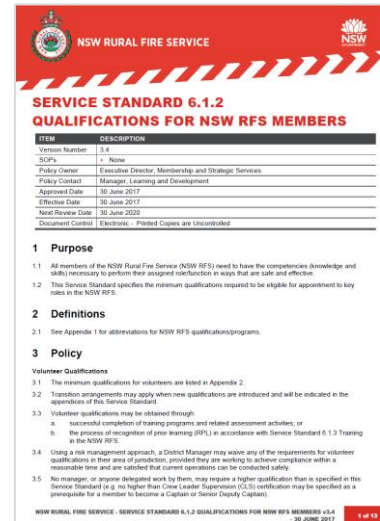 NSW RURAL FIRE SERVICE
NSW
GOVERNMENT
SERVICE STANDARD 6.1.2
QUALIFICATIONS FOR NSW RFS MEMBERS
ITEM DESCRIPTION
Version Number 3.4
SOPs › None
Policy Owner Executive Director, Membership and Strategic Services
Policy Contact Manager, Learning and Development
Approved Date 30 June 2017
Effective Date 30 June 2017
Next Review Date 30 June 2020
Document Control Electronic - Printed Copies are Uncontrolled
1 Purpose
1.1 All members of the NSW Rural Fire Service (NSW RFS) need to have the competencies (knowledge and
skills) necessary to perform their assigned role/function in ways that are safe and effective.
1.2 This Service Standard specifies the minimum qualifications required to be eligible for appointment to key
roles in the NSW RFS.
2 Definitions
2.1 See Appendix 1 for abbreviations for NSW RFS qualifications/programs.
3 Policy
Volunteer Qualifications
3.1 The minimum qualifications for volunteers are listed in Appendix 2.
3.2 Transition arrangements may apply when new qualifications are introduced and will be indicated in the
appendices of this Service Standard.
3.3 Volunteer qualifications may be obtained through:
a. successful completion of training programs and related assessment activities; or
b. the process of recognition of prior learning (RPL) in accordance with Service Standard 6.1.3 Training
in the NSW RFS.
3.4 Using a risk management approach, a District Manager may waive any of the requirements for volunteer
qualifications in their area of jurisdiction, provided they are working to achieve compliance within a
reasonable time and are satisfied that current operations can be conducted safely.
3.5 No manager, or anyone delegated work by them, may require a higher qualification than is specified in this
Service Standard (e.g. no higher than Crew Leader Supervision (CLS) certification may be specified as a
prerequisite for a member to become a Captain or Senior Deputy Captain).
NSW RURAL FIRE SERVICE - SERVICE STANDARD 6.1.2 QUALIFICATIONS FOR NSW RFS MEMBERS v3.4
- 30 JUNE 2017
1 of 13